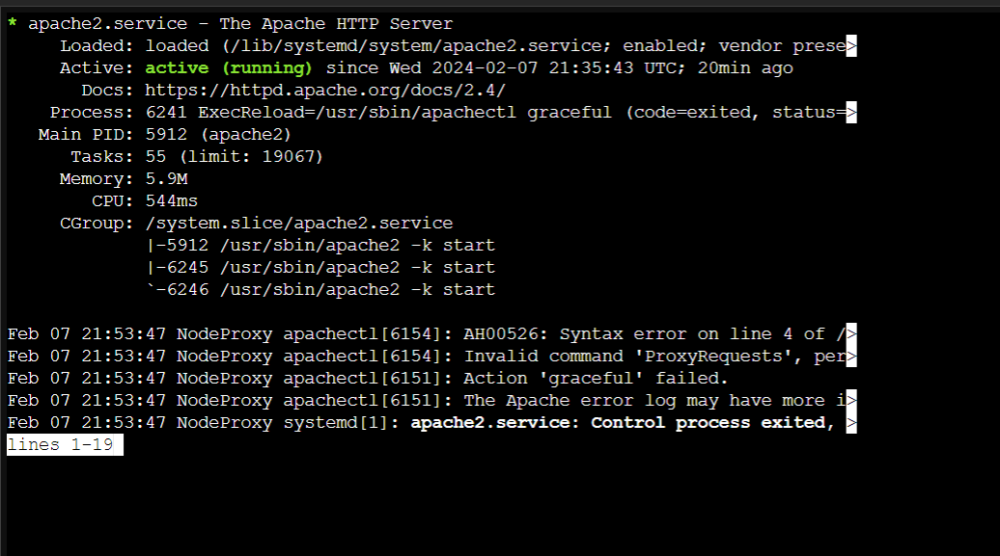 * apache2.service - The Apache HTTP Server
Loaded: loaded (/lib/systemd/system/apache2.service; enabled; vendor prese>
Active: active (running) since Wed 2024-02-07 21:35:43 UTC; 20min ago
Docs: https://httpd.apache.org/docs/2.4/
Process: 6241 ExecReload=/usr/sbin/apachectl graceful (code=exited, status=>
Main PID: 5912 (apache2)
Tasks: 55 (limit: 19067)
Memory: 5.9M
CPU: 544ms
CGroup: /system.slice/apache2.service
|-5912 /usr/sbin/apache2 -k start
|-6245 /usr/sbin/apache2 -k start
`-6246 /usr/sbin/apache2 -k start
Feb 07 21:53:47 NodeProxy apachectl[6154]: AH00526: Syntax error on line 4 of />
Feb 07 21:53:47 NodeProxy apachectl[6154]: Invalid command 'ProxyRequests', per>
Feb 07 21:53:47 NodeProxy apachectl[6151]: Action 'graceful' failed.
Feb 07 21:53:47 NodeProxy apachectl[6151]: The Apache error log may have more i>
Feb 07 21:53:47 NodeProxy systemd[1]: apache2.service: Control process exited, >
lines 1-19